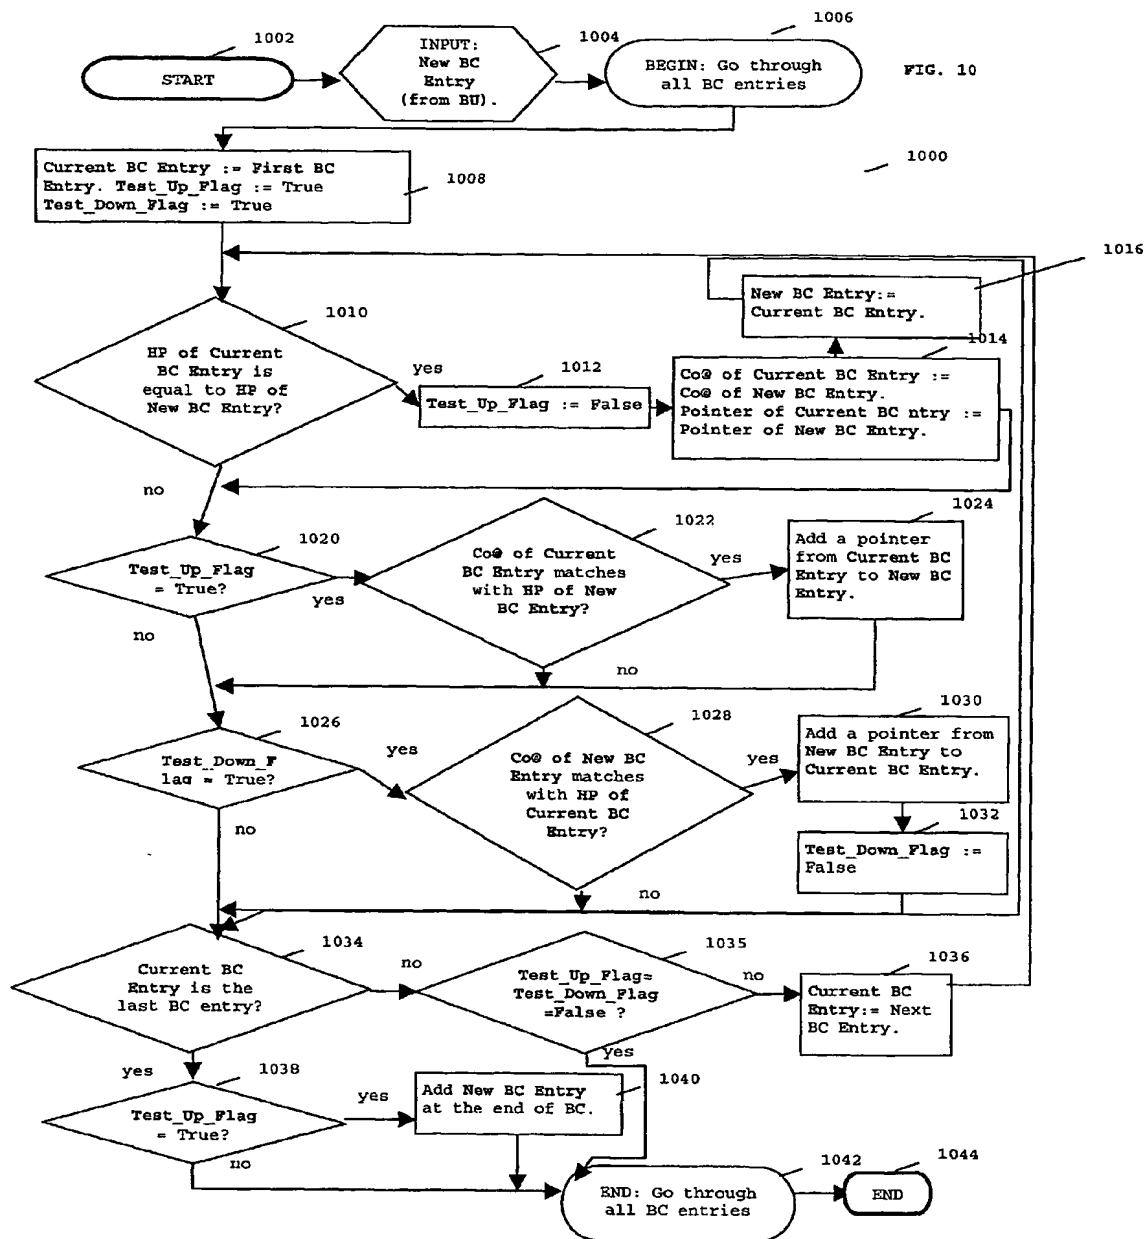 1002
START
INPUT:
New BC
Entry
(from BU).
1004
1006
BEGIN: Go through
all BC entries
FIG. 10
1000
Current BC Entry := First BC
Entry. Test_Up_Flag := True
Test_Down_Flag := True
1008
1016
New BC Entry:=
Current BC Entry.
1010
HP of Current
BC Entry is
equal to HP of
New BC Entry?
yes
1012
Test_Up_Flag := False
1014
Co@ of Current BC Entry :=
Co@ of New BC Entry.
Pointer of Current BC ntry :=
Pointer of New BC Entry.
no
1020
Test_Up_Flag
= True?
yes
1022
Co@ of Current
BC Entry matches
with HP of New
BC Entry?
yes
1024
Add a pointer
from Current BC
Entry to New BC
Entry.
no
no
1026
Test_Down_F
lag = True?
yes
1028
Co@ of New BC
Entry matches
with HP of
Current BC
Entry?
yes
1030
Add a pointer from
New BC Entry to
Current BC Entry.
1032
Test_Down_Flag :=
False
no
no
1034
Current BC
Entry is the
last BC entry?
no
1035
Test_Up_Flag=
Test_Down_Flag
=False ?
no
1036
Current BC
Entry:= Next
BC Entry.
yes
yes
1038
Test_Up_Flag
= True?
yes
1040
Add New BC Entry
at the end of BC.
no
1042
END: Go through
all BC entries
1044
END